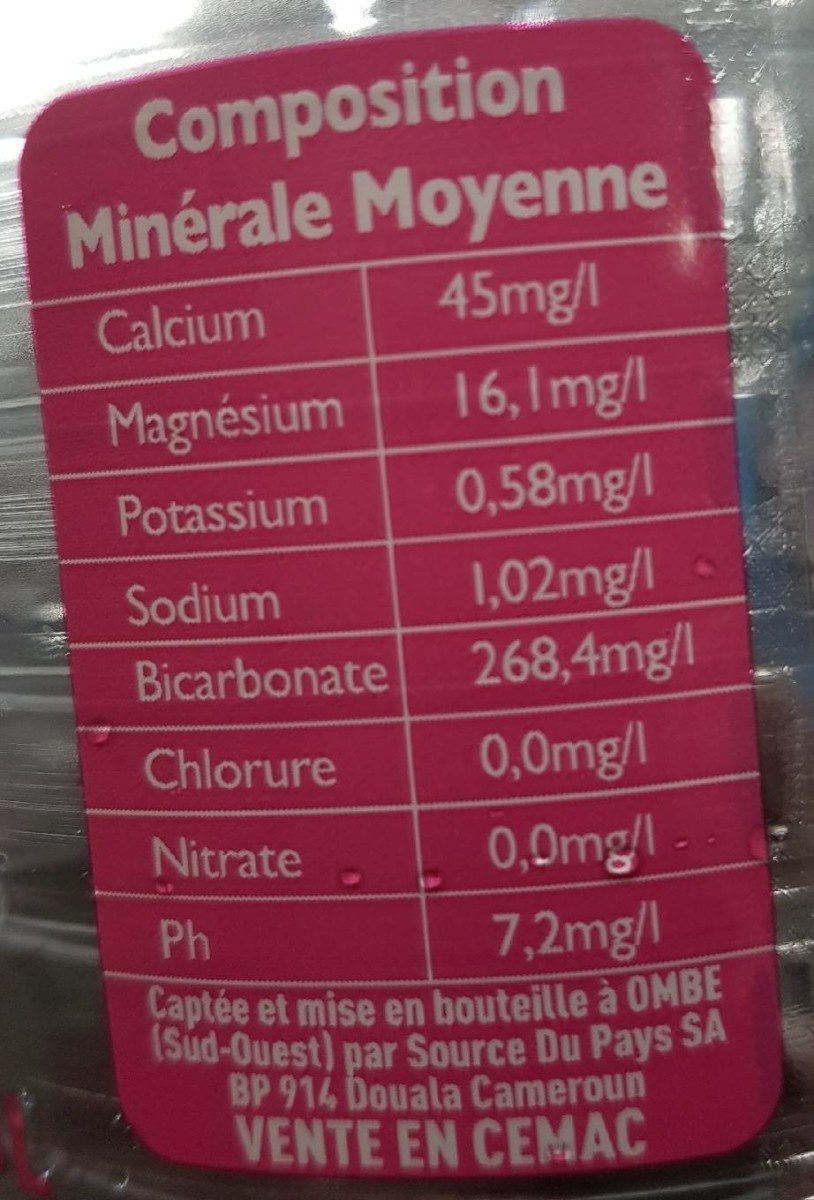 Composition
Minérale Moyenne
Calcium 45mg/l
Magnésium 16,1mg/l
Potassium 0,58mg/l
Sodium 1,02mg/l
Bicarbonate 268,4mg/l
Chlorure 0,0mg/l
Nitrate 0,0mg/l
Ph 7,2mg/l
Captée et mise en bouteille à OMBE
(Sud-Ouest) par Source Du Pays SA
BP 914 Douala Cameroun
VENTE EN CEMAC